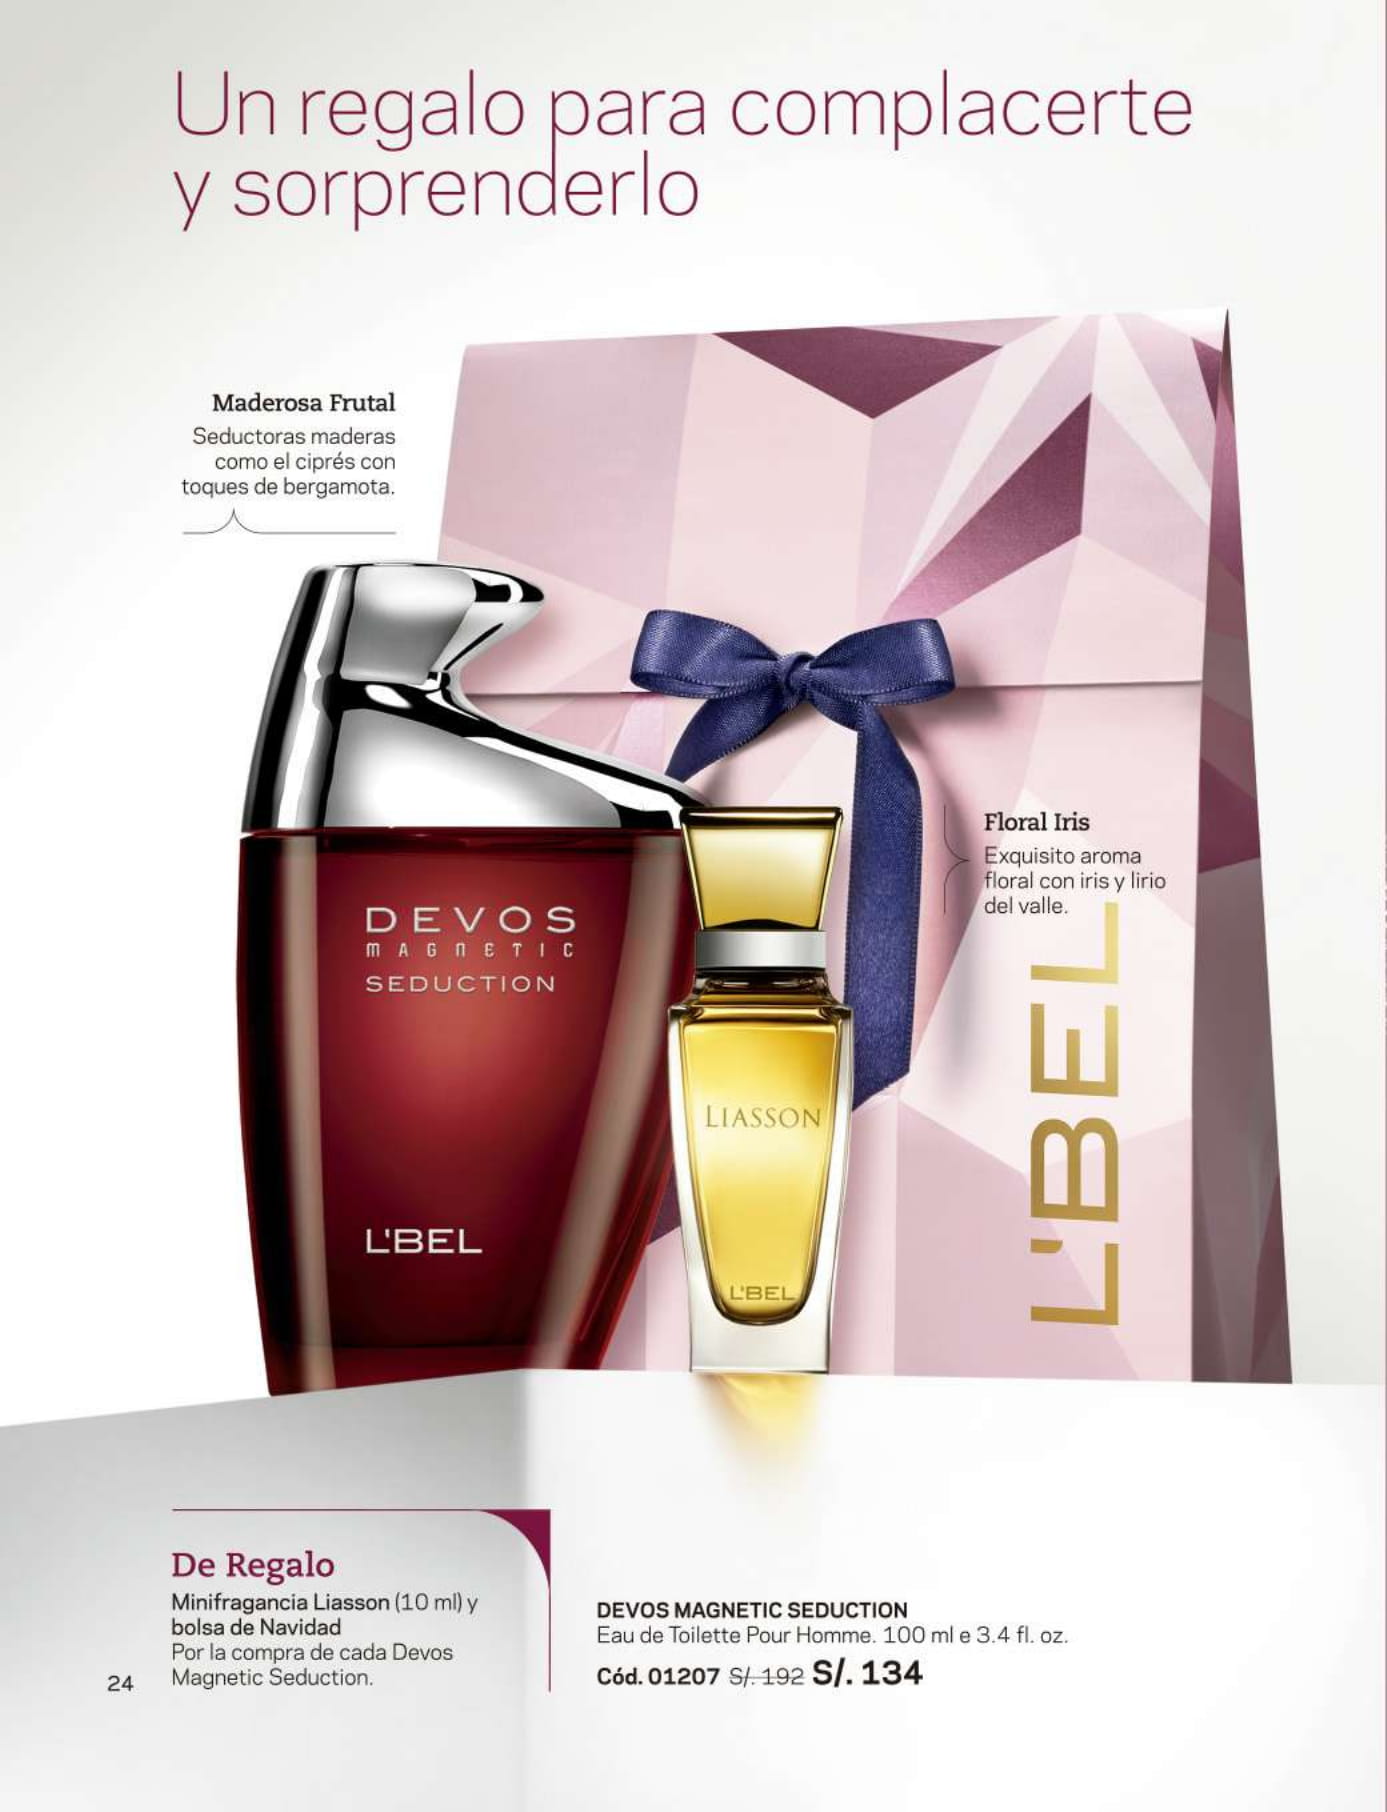 Un regalo para complacerte
y sorprenderlo
Maderosa Frutal
Seductoras maderas
como el ciprés con
toques de bergamota.
DEVOS
MAGNETIC
SEDUCTION
L'BEL
LIASSON
L'BEL
Floral Iris
Exquisito aroma
floral con iris y lirio
del valle.
L'BEL
De Regalo
Minifragancia Liasson (10 ml) y
bolsa de Navidad
Por la compra de cada Devos
Magnetic Seduction.
24
DEVOS MAGNETIC SEDUCTION
Eau de Toilette Pour Homme. 100 ml e 3.4 fl. oz.
Cód. 01207 S/. 192 S/. 134